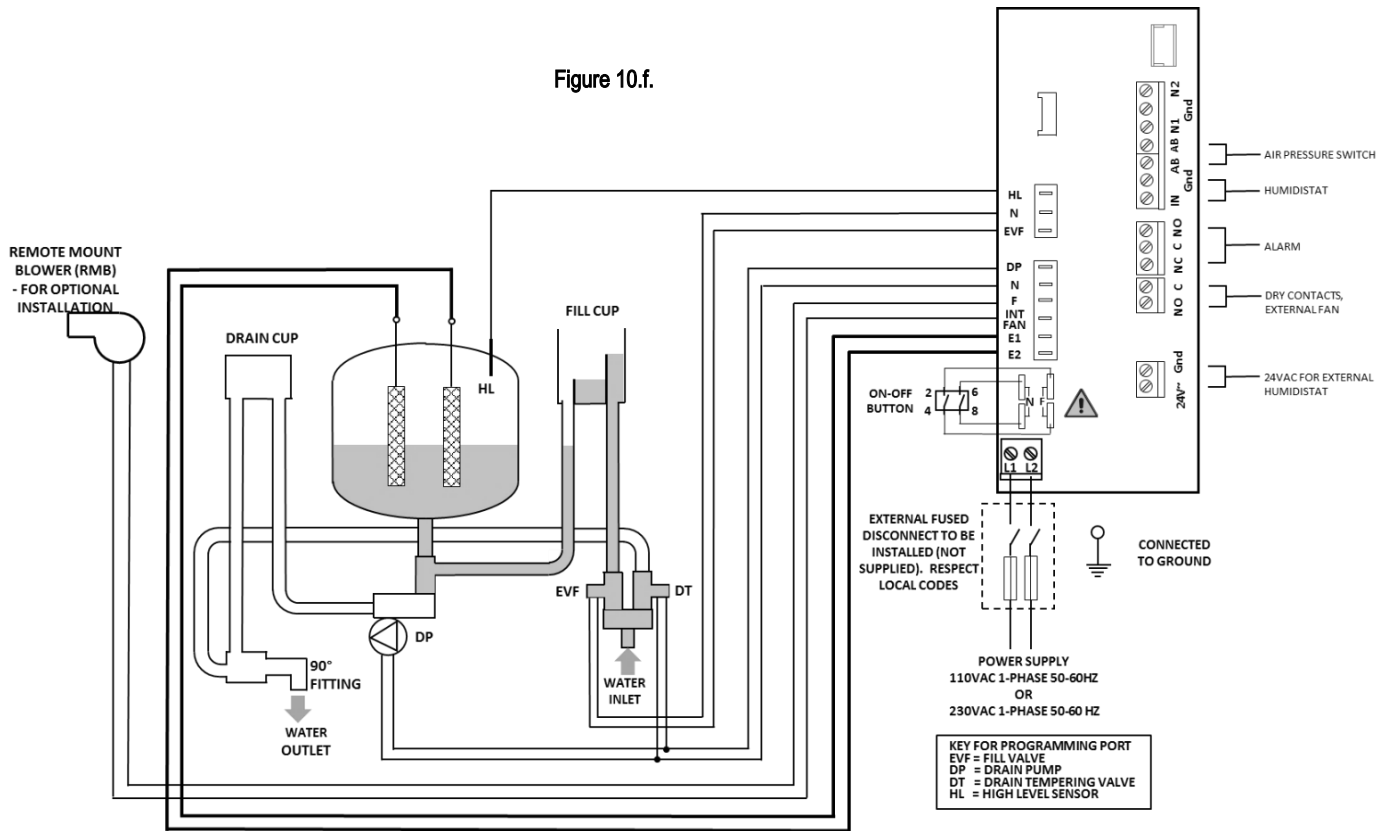 Figure 10.f.
REMOTE MOUNT
BLOWER (RMB)
- FOR OPTIONAL
INSTALLATION
DRAIN CUP
HL
FILL CUP
EVF
DT
DP
90°
FITTING
WATER
OUTLET
WATER
INLET
HL
N
EVF
DP
N
F
INT
FAN
E1
E2
ON-OFF
BUTTON
2
6
4
8
N F
L1 L2
N2
Gnd
N1
AB
AB
Gnd
IN
NO
C
NC
C
NO
Gnd
24V~
AIR PRESSURE SWITCH
HUMIDISTAT
ALARM
DRY CONTACTS,
EXTERNAL FAN
24VAC FOR EXTERNAL
HUMIDISTAT
EXTERNAL FUSED
DISCONNECT TO BE
INSTALLED (NOT
SUPPLIED). RESPECT
LOCAL CODES
CONNECTED
TO GROUND
POWER SUPPLY
110VAC 1-PHASE 50-60HZ
OR
230VAC 1-PHASE 50-60 HZ
KEY FOR PROGRAMMING PORT
EVF = FILL VALVE
DP = DRAIN PUMP
DT = DRAIN TEMPERING VALVE
HL = HIGH LEVEL SENSOR